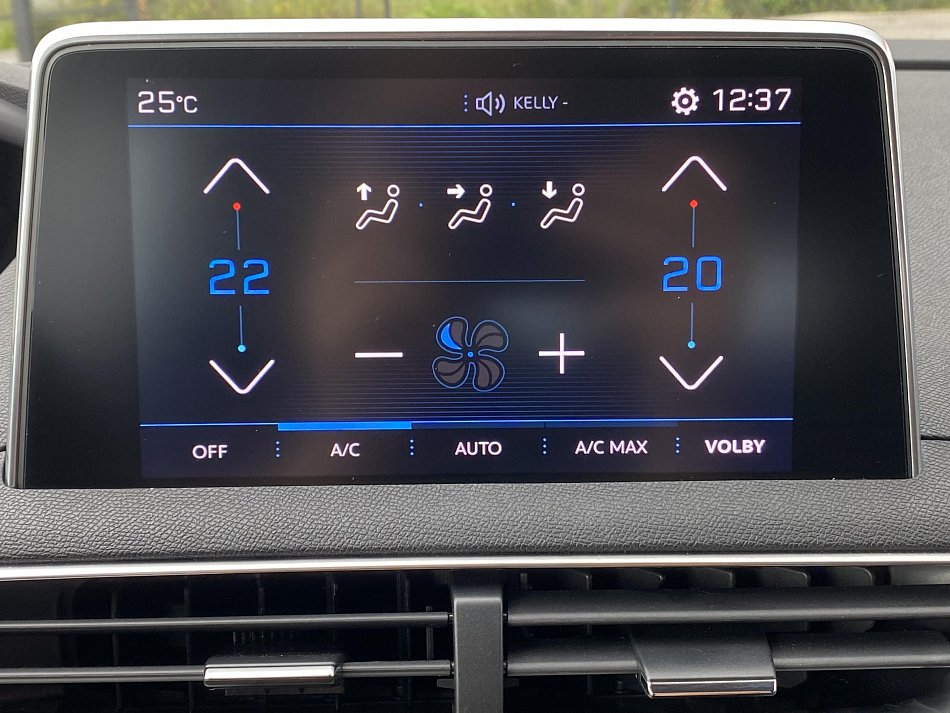 25°C KELLY - 12:37
22 20
OFF A/C AUTO A/C MAX VOLBY